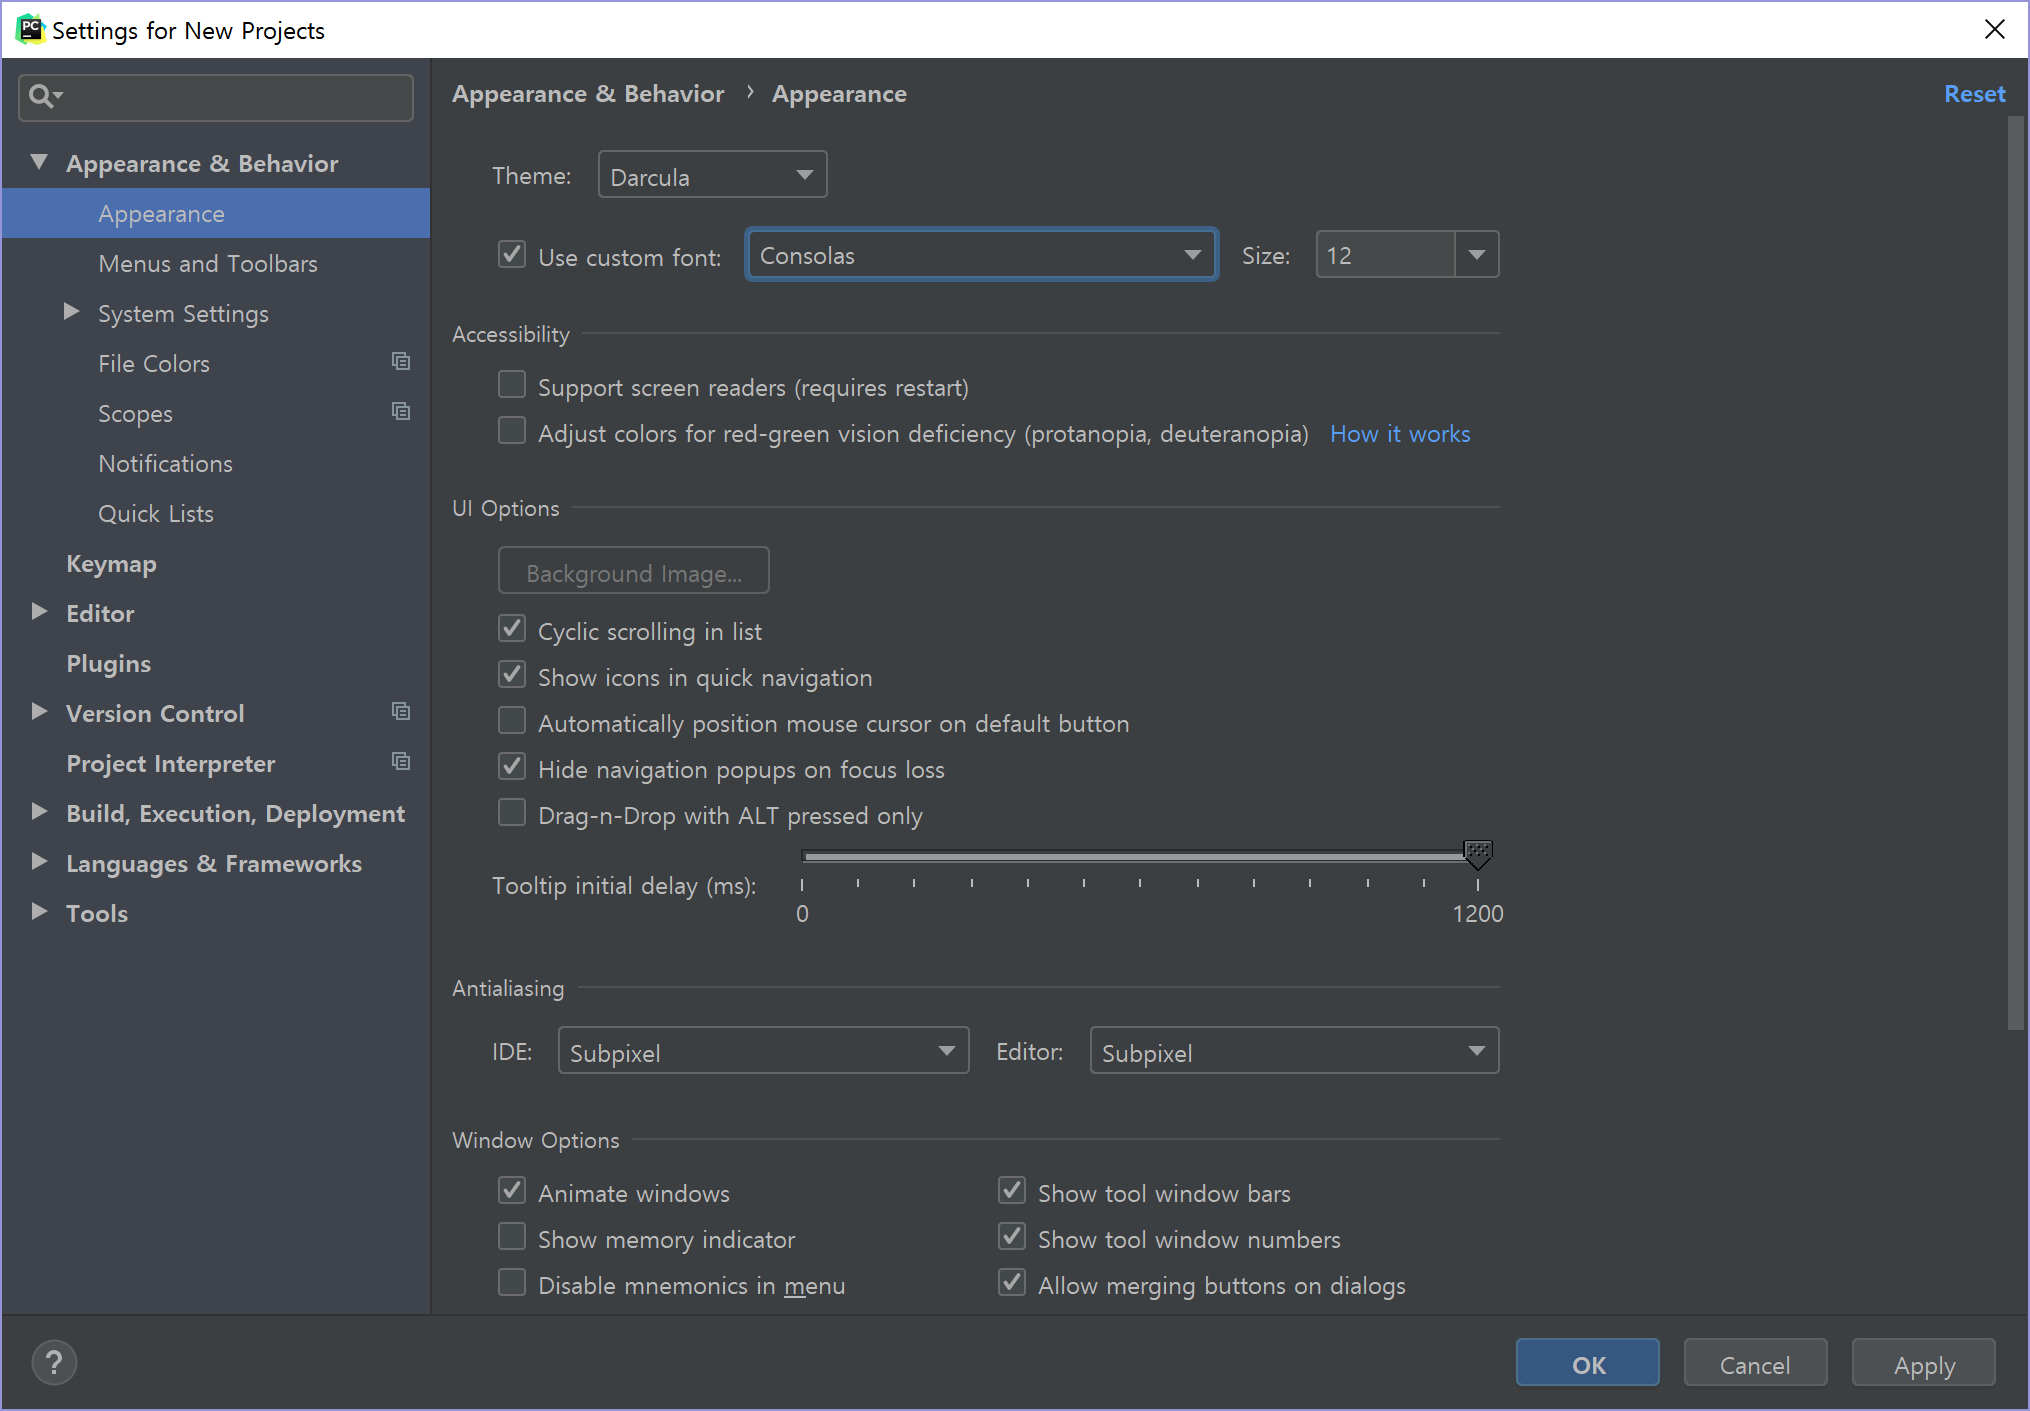 PC Settings for New Projects
Appearance & Behavior
Appearance
Menus and Toolbars
System Settings
File Colors
Scopes
Notifications
Quick Lists
Keymap
Editor
Plugins
Version Control
Project Interpreter
Build, Execution, Deployment
Languages & Frameworks
Tools
Appearance & Behavior › Appearance Reset
Theme: Darcula
Use custom font: Consolas Size: 12
Accessibility
Support screen readers (requires restart)
Adjust colors for red-green vision deficiency (protanopia, deuteranopia) How it works
UI Options
Background Image...
Cyclic scrolling in list
Show icons in quick navigation
Automatically position mouse cursor on default button
Hide navigation popups on focus loss
Drag-n-Drop with ALT pressed only
Tooltip initial delay (ms):
0 1200
Antialiasing
IDE: Subpixel Editor: Subpixel
Window Options
Animate windows Show tool window bars
Show memory indicator Show tool window numbers
Disable mnemonics in menu Allow merging buttons on dialogs
? OK Cancel Apply